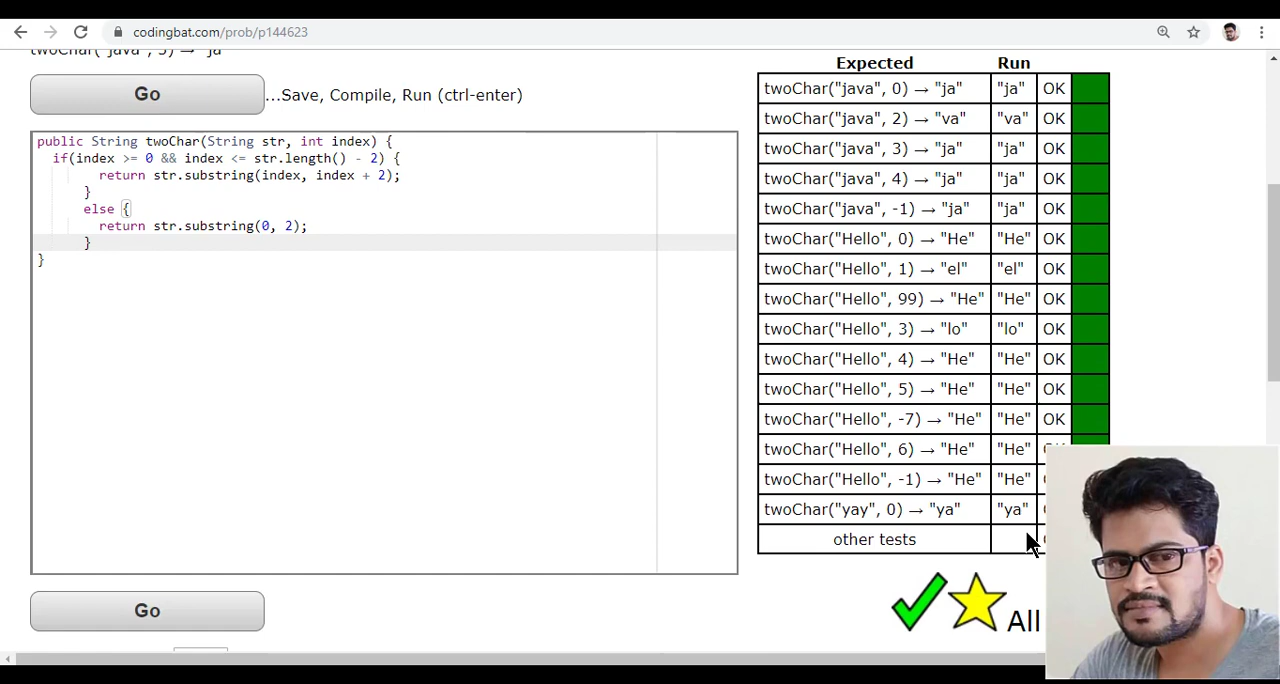 codingbat.com/prob/p144623
twoChar("java", 3) → "ja"
Go
...Save, Compile, Run (ctrl-enter)
public String twoChar(String str, int index) {
if(index >= 0 && index <= str.length() - 2) {
return str.substring(index, index + 2);
}
else {
return str.substring(0, 2);
}
}
Go
Expected Run
twoChar("java", 0) → "ja" "ja" OK
twoChar("java", 2) → "va" "va" OK
twoChar("java", 3) → "ja" "ja" OK
twoChar("java", 4) → "ja" "ja" OK
twoChar("java", -1) → "ja" "ja" OK
twoChar("Hello", 0) → "He" "He" OK
twoChar("Hello", 1) → "el" "el" OK
twoChar("Hello", 99) → "He" "He" OK
twoChar("Hello", 3) → "lo" "lo" OK
twoChar("Hello", 4) → "He" "He" OK
twoChar("Hello", 5) → "He" "He" OK
twoChar("Hello", -7) → "He" "He" OK
twoChar("Hello", 6) → "He" "He"
twoChar("Hello", -1) → "He" "He"
twoChar("yay", 0) → "ya" "ya"
other tests
All